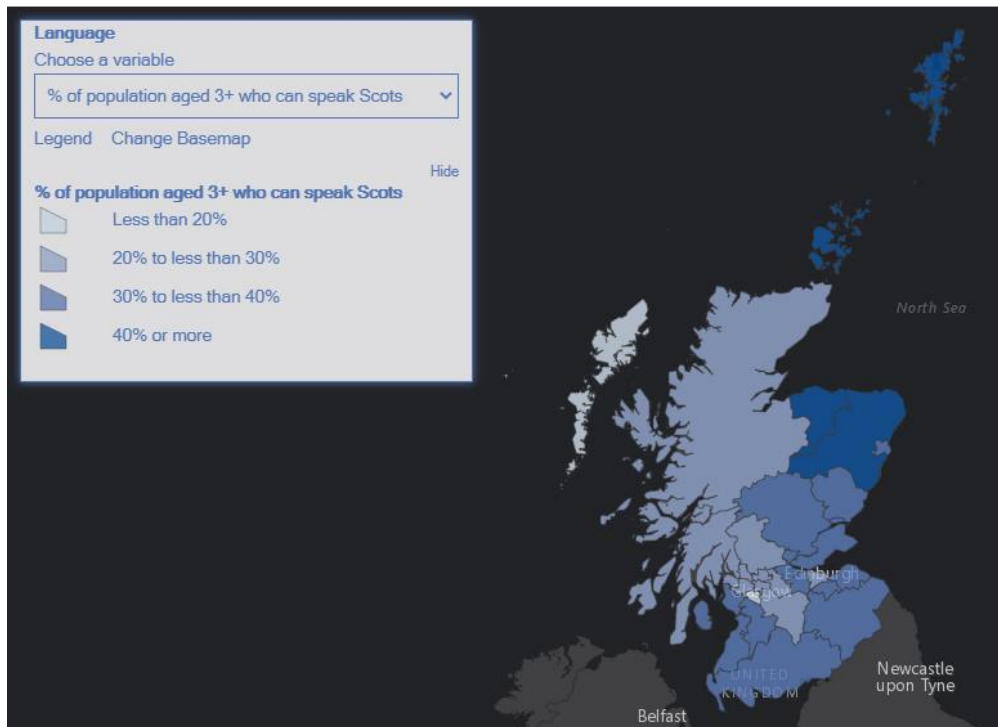 Language
Choose a variable
% of population aged 3+ who can speak Scots
Legend Change Basemap
Hide
% of population aged 3+ who can speak Scots
Less than 20%
20% to less than 30%
30% to less than 40%
40% or more
North Sea
Edinburgh
Glasgow
UNITED
KINGDOM
Newcastle
upon Tyne
Belfast